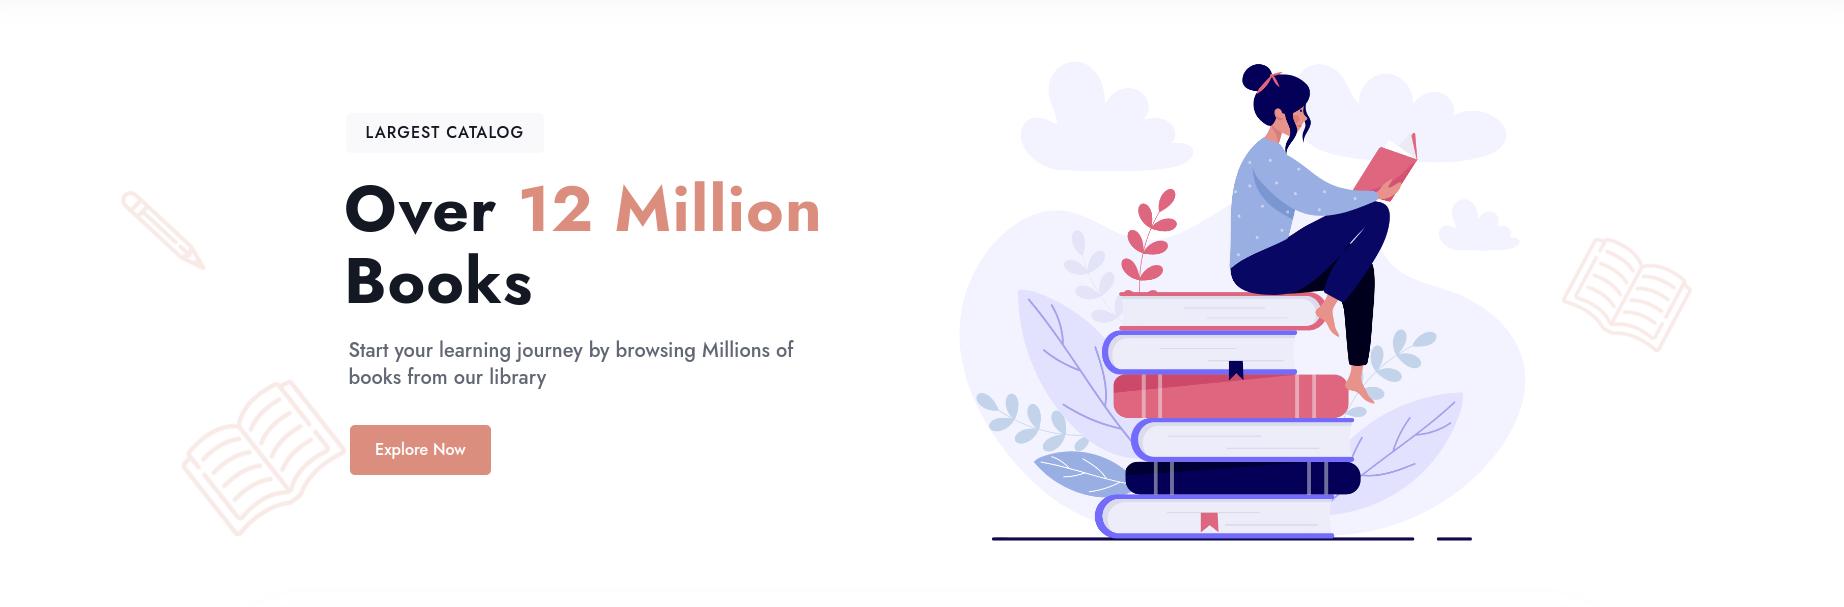 LARGEST CATALOG
Over 12 Million
Books
Start your learning journey by browsing Millions of
books from our library
Explore Now